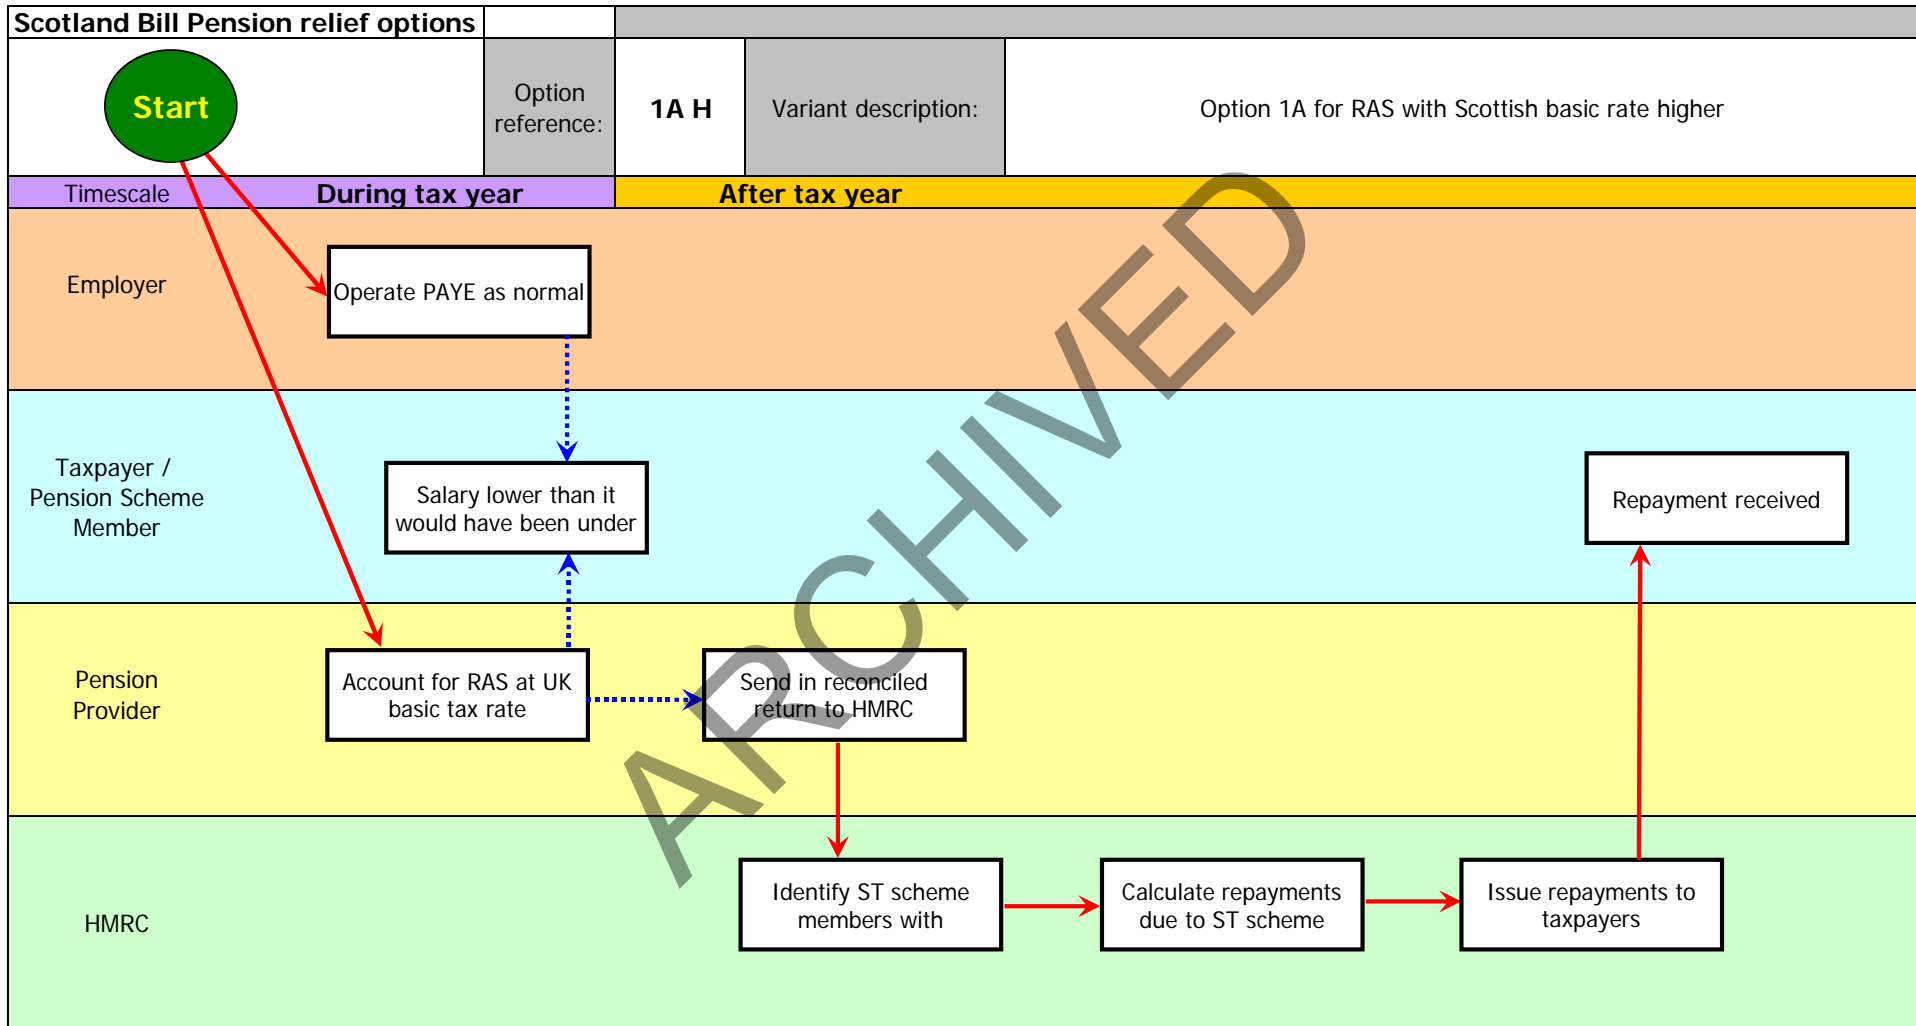 Scotland Bill Pension relief options
Start
Option
reference:
1A H
Variant description:
Option 1A for RAS with Scottish basic rate higher
Timescale
During tax year
After tax year
Employer
Operate PAYE as normal
Taxpayer /
Pension Scheme
Member
Salary lower than it
would have been under
Repayment received
Pension
Provider
Account for RAS at UK
basic tax rate
Send in reconciled
return to HMRC
HMRC
Identify ST scheme
members with
Calculate repayments
due to ST scheme
Issue repayments to
taxpayers
ARCHIVED